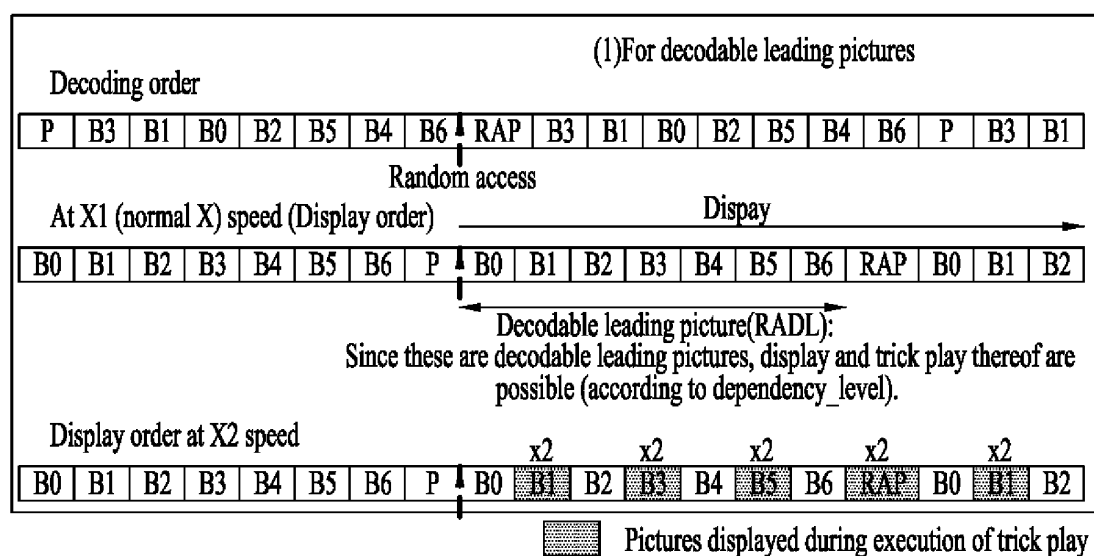 (1)For decodable leading pictures
Decoding order
P B3 B1 B0 B2 B5 B4 B6 RAP B3 B1 B0 B2 B5 B4 B6 P B3 B1
Random access
At X1 (normal X) speed (Display order) Dispay
B0 B1 B2 B3 B4 B5 B6 P B0 B1 B2 B3 B4 B5 B6 RAP B0 B1 B2
Decodable leading picture(RADL):
Since these are decodable leading pictures, display and trick play thereof are
possible (according to dependency_level).
Display order at X2 speed x2 x2 x2 x2 x2
B0 B1 B2 B3 B4 B5 B6 P B0 B1 B2 B3 B4 B5 B6 RAP B0 B1 B2
Pictures displayed during execution of trick play